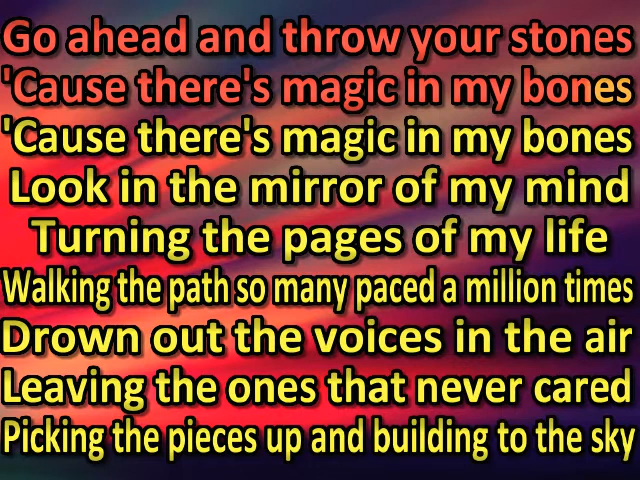 Go ahead and throw your stones
'Cause there's magic in my bones
'Cause there's magic in my bones
Look in the mirror of my mind
Turning the pages of my life
Walking the path so many paced a million times
Drown out the voices in the air
Leaving the ones that never cared
Picking the pieces up and building to the sky